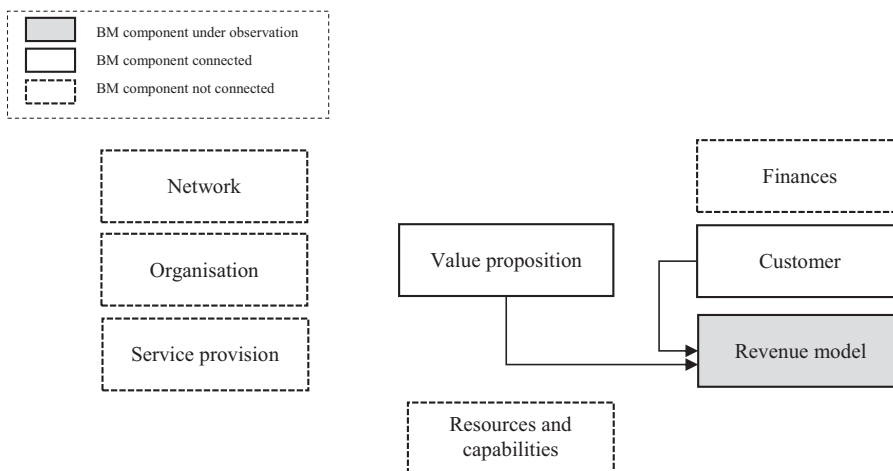 BM component under observation
BM component connected
BM component not connected
Network
Finances
Organisation
Value proposition
Customer
Service provision
Revenue model
Resources and
capabilities